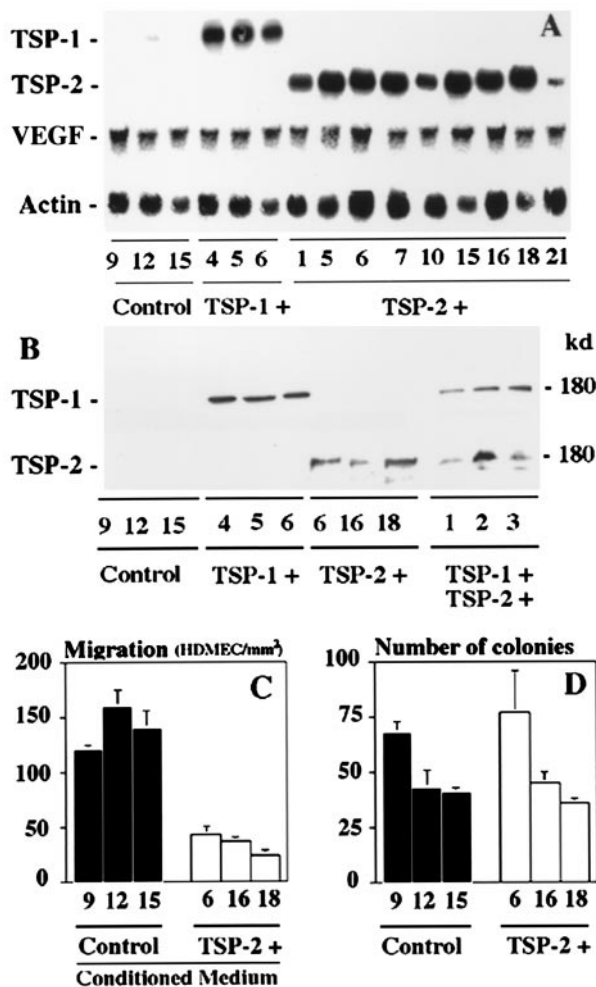 A
TSP-1 -
TSP-2 -
VEGF -
Actin -
9 12 15 4 5 6 1 5 6 7 10 15 16 18 21
Control TSP-1 + TSP-2 +
B kd
TSP-1 - - 180
TSP-2 - - 180
9 12 15 4 5 6 6 16 18 1 2 3
Control TSP-1 + TSP-2 + TSP-1 +
TSP-2 +
Migration (HDMEC/mm²)
C
200
150
100
50
0
9 12 15 6 16 18
Control TSP-2 +
Conditioned Medium
Number of colonies
D
100
75
50
25
0
9 12 15 6 16 18
Control TSP-2 +